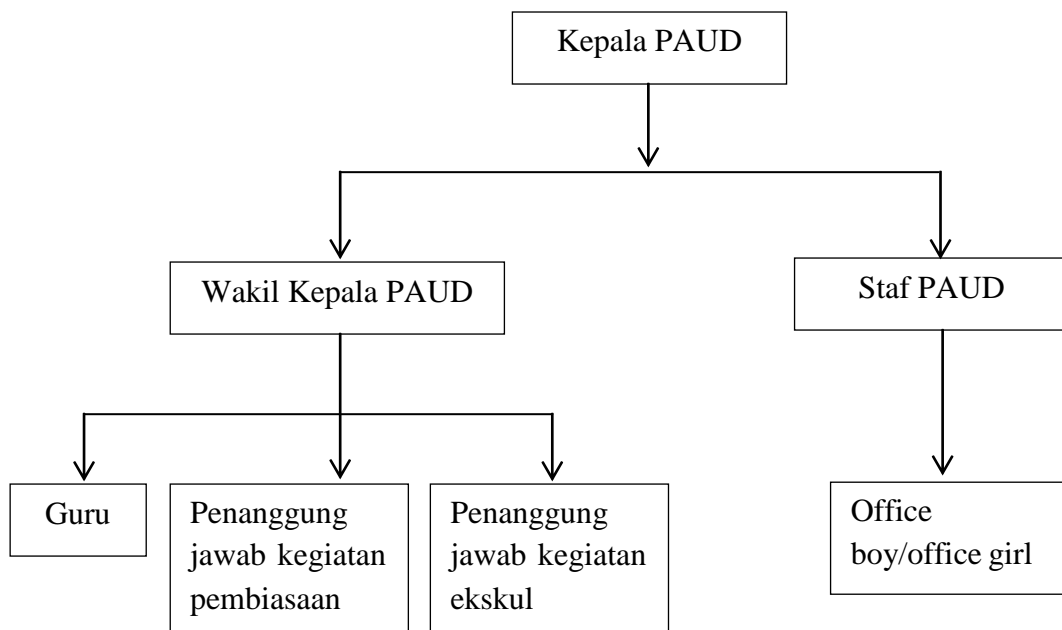 Kepala PAUD
Wakil Kepala PAUD
Staf PAUD
Guru
Penanggung
jawab kegiatan
pembiasaan
Penanggung
jawab kegiatan
ekskul
Office
boy/office girl